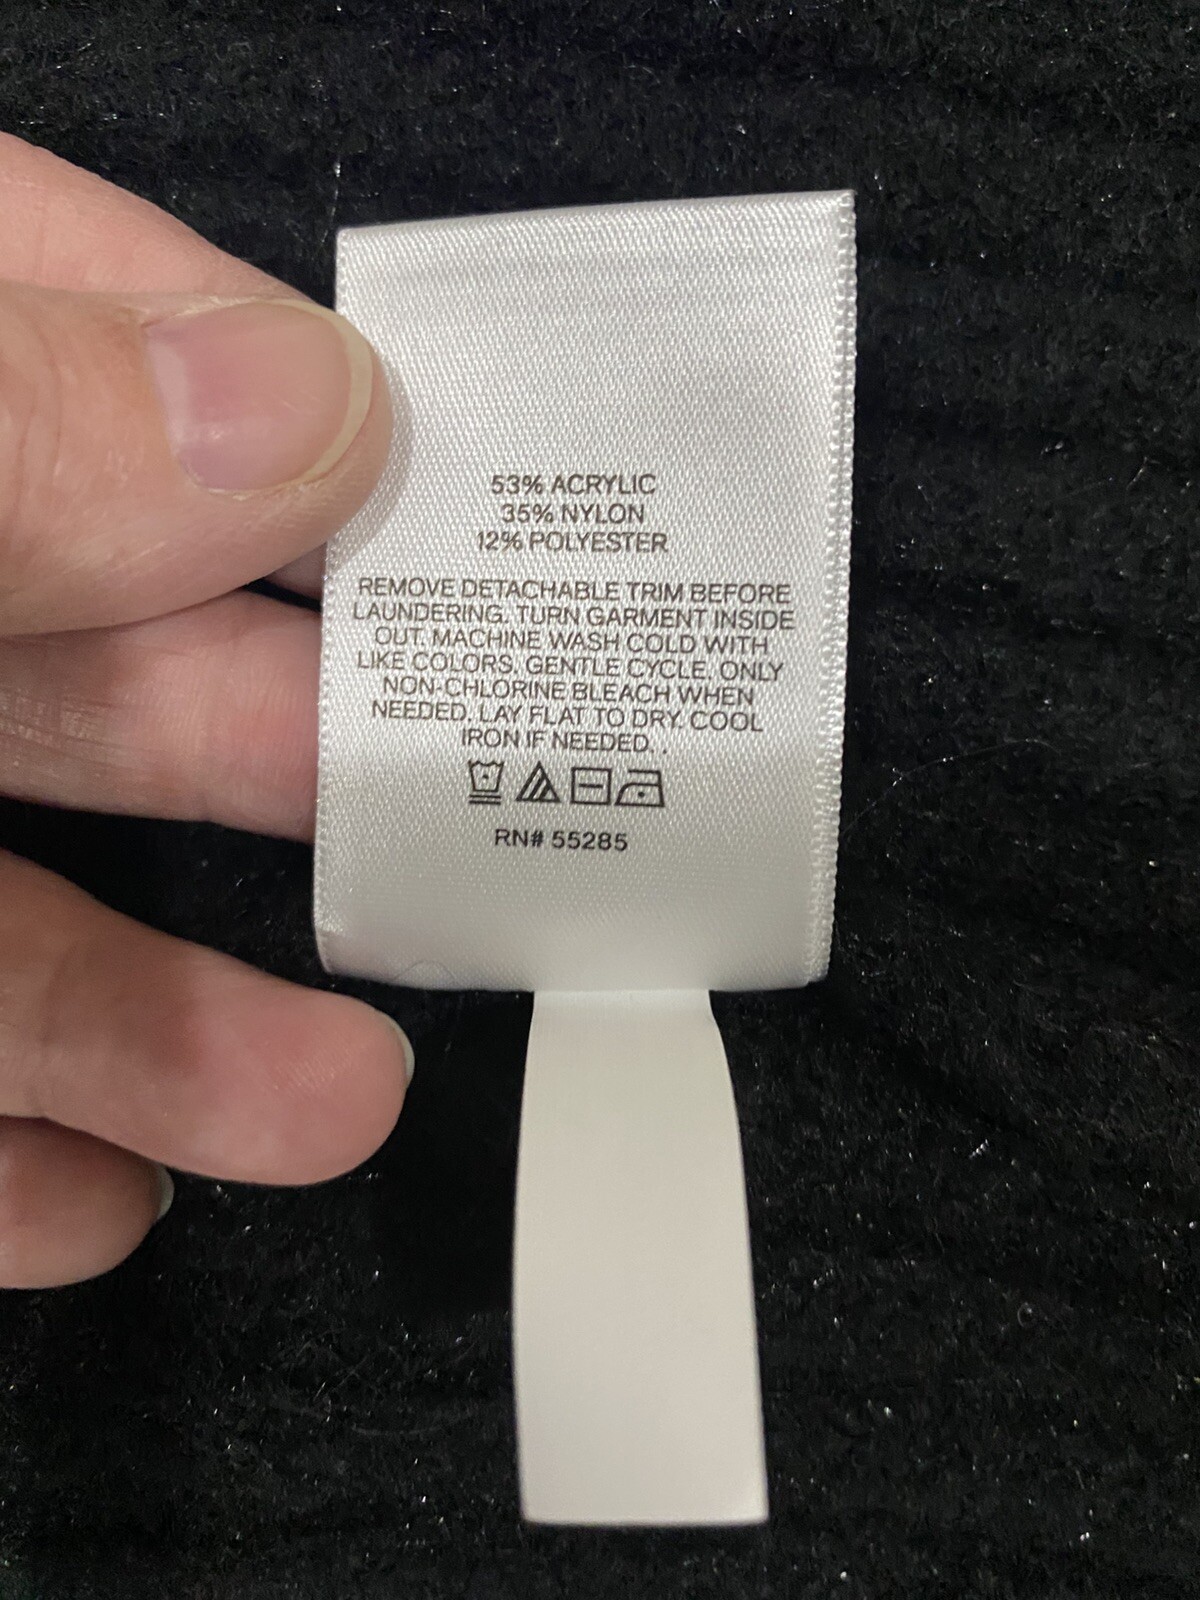 53% ACRYLIC
35% NYLON
12% POLYESTER
REMOVE DETACHABLE TRIM BEFORE
LAUNDERING. TURN GARMENT INSIDE
OUT. MACHINE WASH COLD WITH
LIKE COLORS, GENTLE CYCLE. ONLY
NON-CHLORINE BLEACH WHEN
NEEDED. LAY FLAT TO DRY. COOL
IRON IF NEEDED. .
RN# 55285